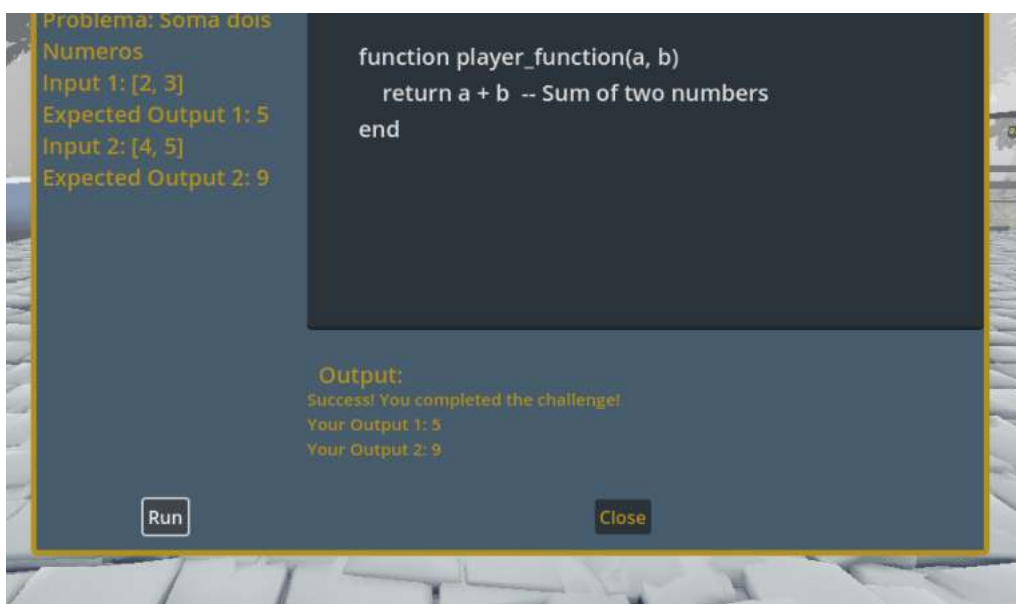 Problema: Soma dois
Numeros
Input 1: [2, 3]
Expected Output 1: 5
Input 2: [4, 5]
Expected Output 2: 9
function player_function(a, b)
return a + b -- Sum of two numbers
end
Output:
Success! You completed the challenge!
Your Output 1: 5
Your Output 2: 9
Run
Close